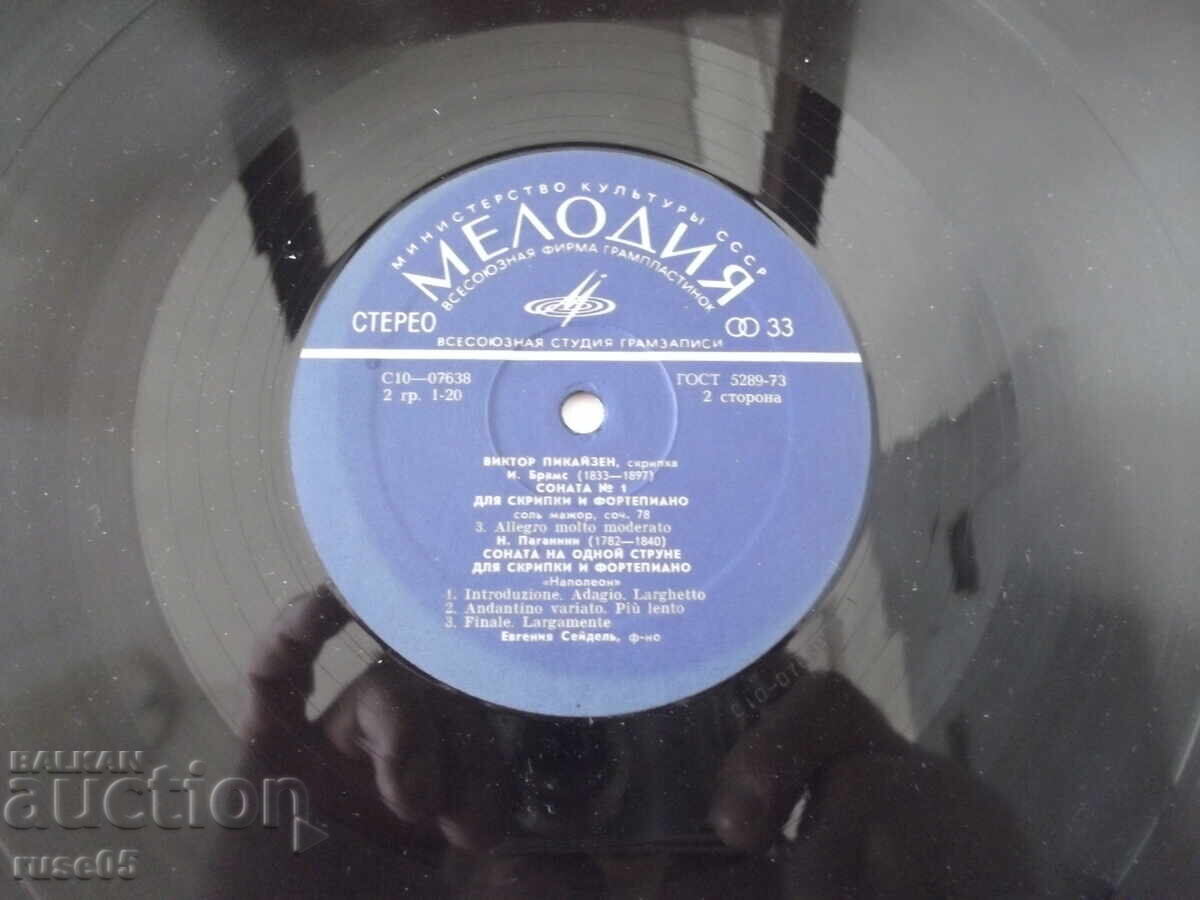 МИНИСТЕРСТВО КУЛЬТУРЫ СССР
МЕЛОДИЯ
ВСЕСОЮЗНАЯ ФИРМА ГРАМПЛАСТИНОК
СТЕРЕО
33
ВСЕСОЮЗНАЯ СТУДИЯ ГРАМЗАПИСИ
С10—07638
ГОСТ 5289-73
2 гр. 1-20
2 сторона
ВИКТОР ПИКАЙЗЕН, скрипка
И. Брамс (1833—1897)
СОНАТА № 1
ДЛЯ СКРИПКИ И ФОРТЕПИАНО
соль мажор, соч. 78
3. Allegro molto moderato
Н. Паганини (1782—1840)
СОНАТА НА ОДНОЙ СТРУНЕ
ДЛЯ СКРИПКИ И ФОРТЕПИАНО
«Наполеон»
1. Introduzione. Adagio. Larghetto
2. Andantino variato. Più lento
3. Finale. Largamente
Евгения Сейдель, ф-но
BALKAN
auction
ruse05